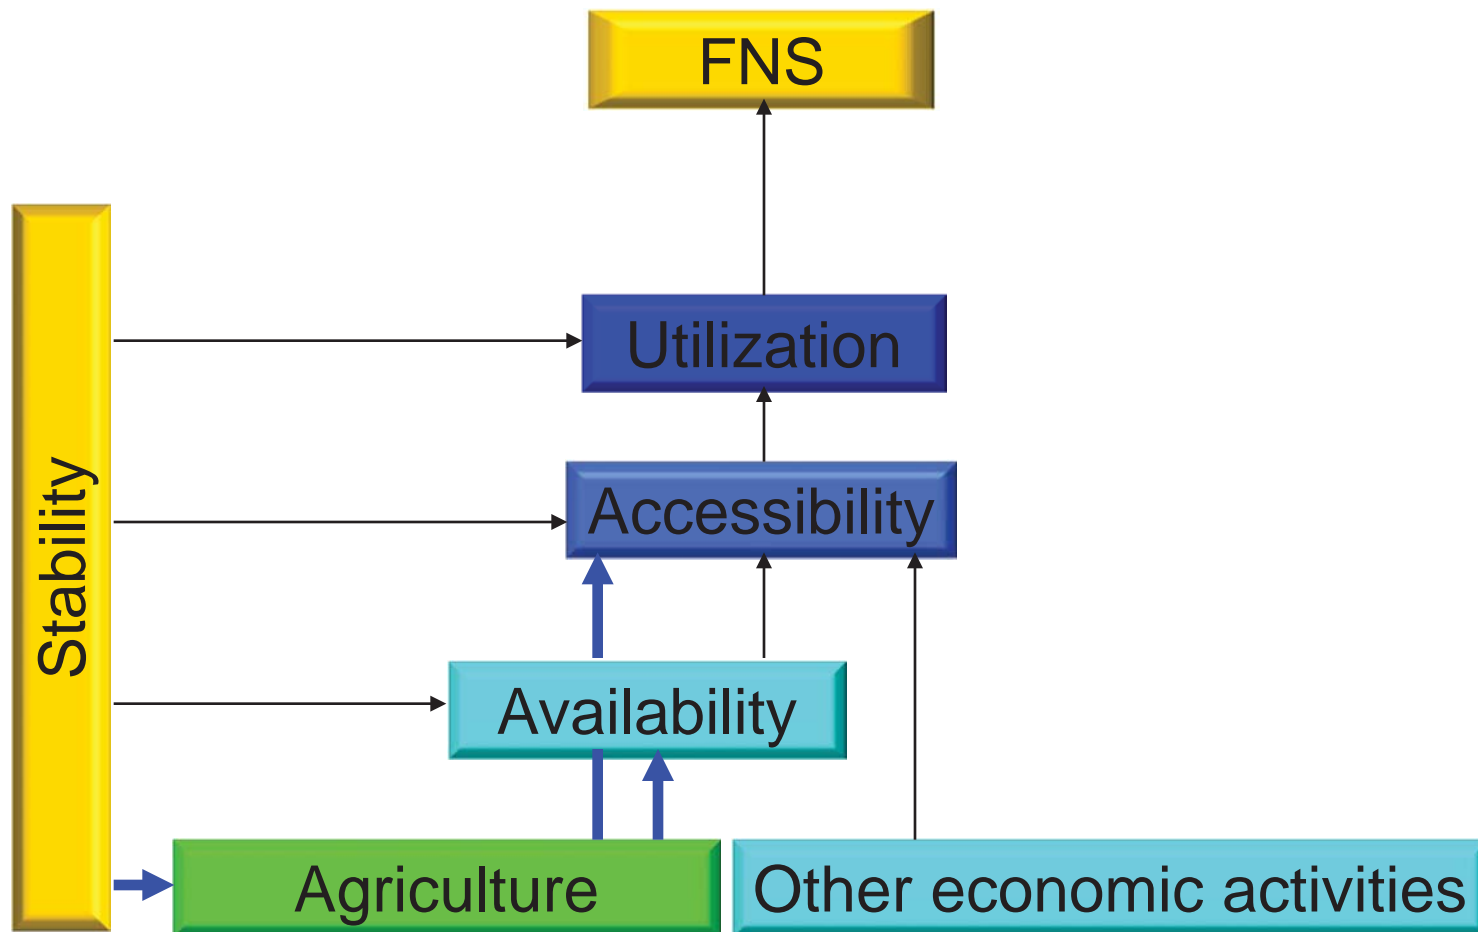 FNS
Utilization
Accessibility
Stability
Availability
Agriculture
Other economic activities